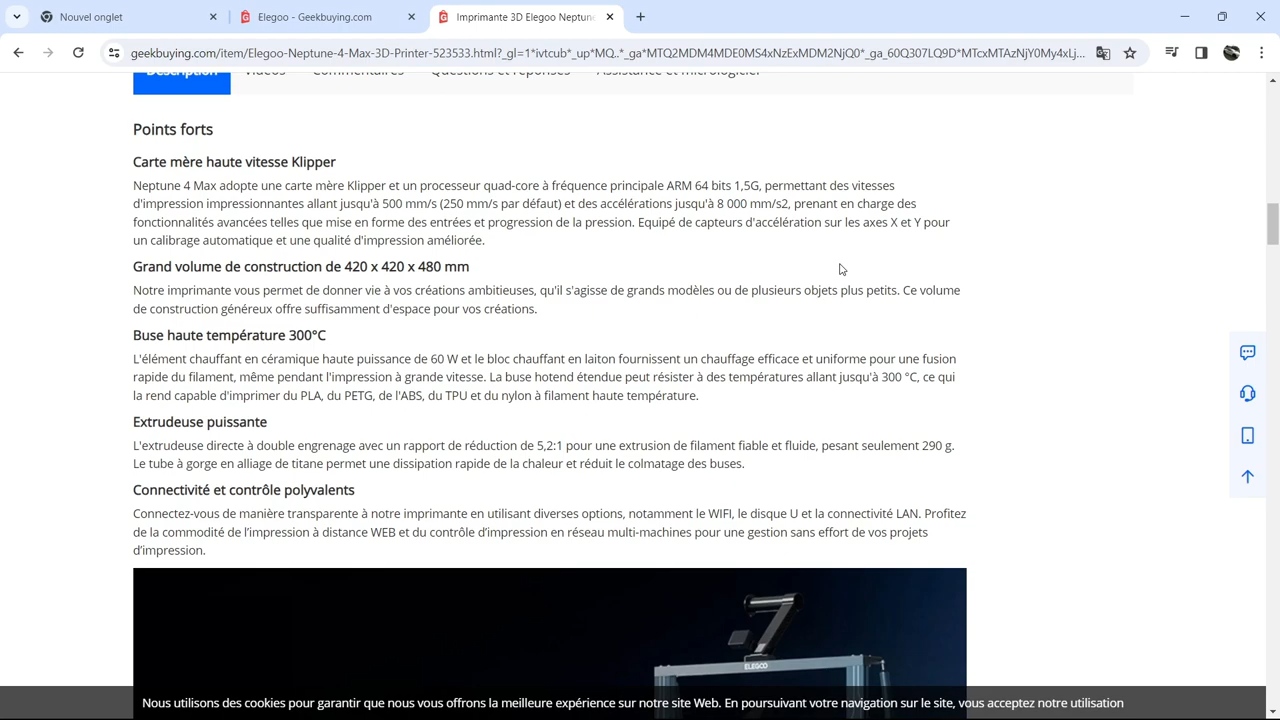 Nouvel onglet
Elegoo - Geekbuying.com
Imprimante 3D Elegoo Neptune
geekbuying.com/item/Elegoo-Neptune-4-Max-3D-Printer-523533.html?_gl=1*ivtcub*_up*MQ..*_ga*MTQ2MDM4MDE0MS4xNzExMDM2NjQ0*_ga_60Q307LQ9D*MTcxMTAzNjY0My4xLj...
Description Vidéos Commentaires Questions et réponses Assistance et micrologiciel
Points forts
Carte mère haute vitesse Klipper
Neptune 4 Max adopte une carte mère Klipper et un processeur quad-core à fréquence principale ARM 64 bits 1,5G, permettant des vitesses
d'impression impressionnantes allant jusqu'à 500 mm/s (250 mm/s par défaut) et des accélérations jusqu'à 8 000 mm/s2, prenant en charge des
fonctionnalités avancées telles que mise en forme des entrées et progression de la pression. Equipé de capteurs d'accélération sur les axes X et Y pour
un calibrage automatique et une qualité d'impression améliorée.
Grand volume de construction de 420 x 420 x 480 mm
Notre imprimante vous permet de donner vie à vos créations ambitieuses, qu'il s'agisse de grands modèles ou de plusieurs objets plus petits. Ce volume
de construction généreux offre suffisamment d'espace pour vos créations.
Buse haute température 300°C
L'élément chauffant en céramique haute puissance de 60 W et le bloc chauffant en laiton fournissent un chauffage efficace et uniforme pour une fusion
rapide du filament, même pendant l'impression à grande vitesse. La buse hotend étendue peut résister à des températures allant jusqu'à 300 °C, ce qui
la rend capable d'imprimer du PLA, du PETG, de l'ABS, du TPU et du nylon à filament haute température.
Extrudeuse puissante
L'extrudeuse directe à double engrenage avec un rapport de réduction de 5,2:1 pour une extrusion de filament fiable et fluide, pesant seulement 290 g.
Le tube à gorge en alliage de titane permet une dissipation rapide de la chaleur et réduit le colmatage des buses.
Connectivité et contrôle polyvalents
Connectez-vous de manière transparente à notre imprimante en utilisant diverses options, notamment le WIFI, le disque U et la connectivité LAN. Profitez
de la commodité de l'impression à distance WEB et du contrôle d'impression en réseau multi-machines pour une gestion sans effort de vos projets
d'impression.
ELEGOO
Nous utilisons des cookies pour garantir que nous vous offrons la meilleure expérience sur notre site Web. En poursuivant votre navigation sur le site, vous acceptez notre utilisation